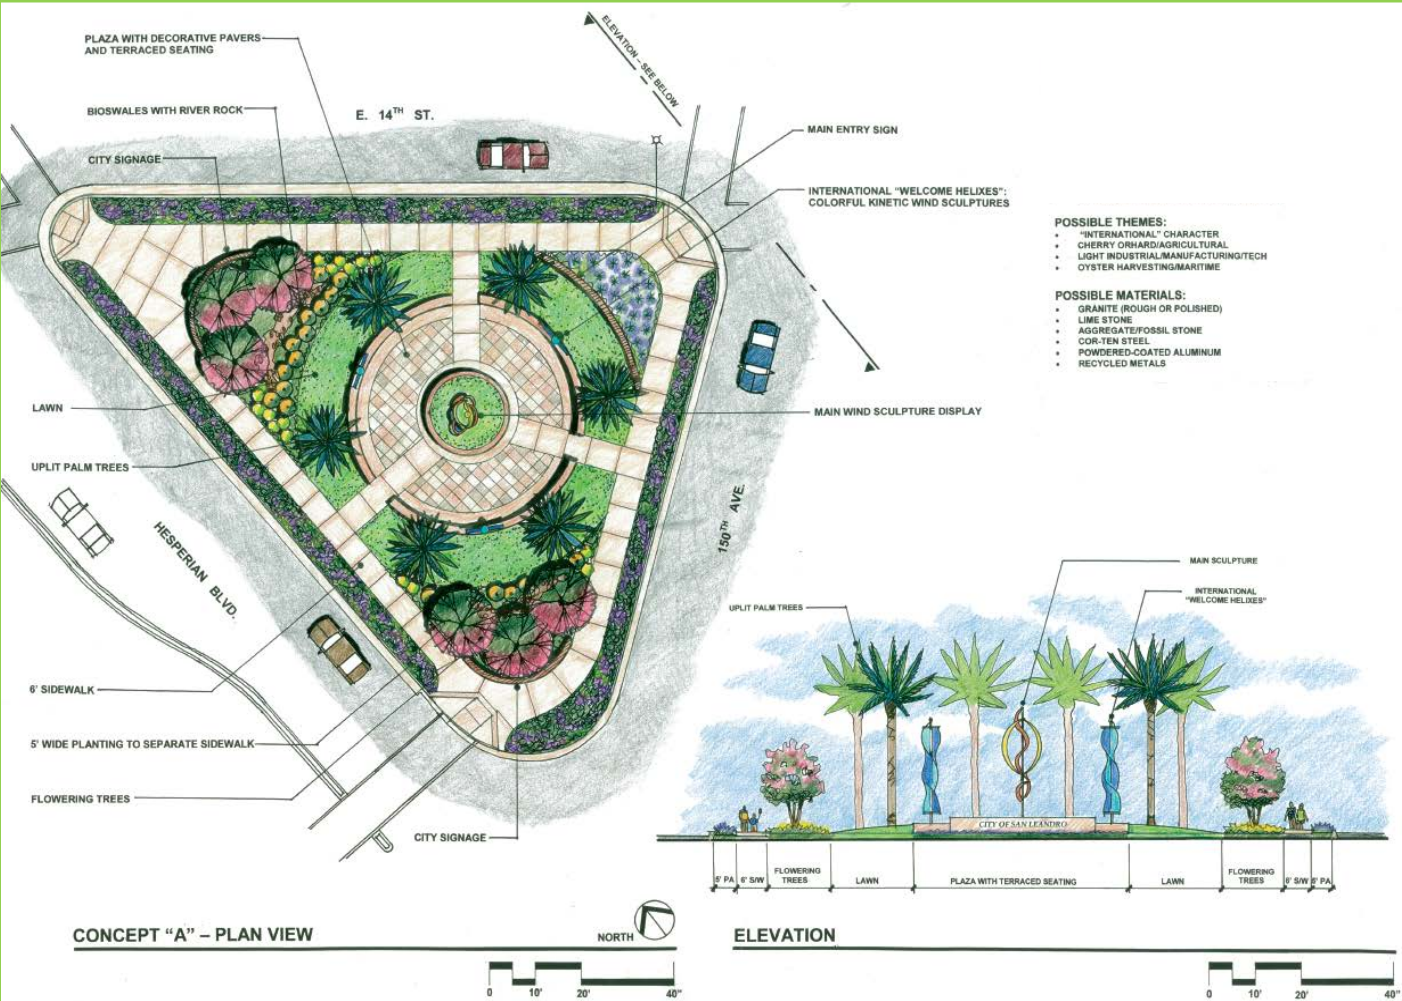 PLAZA WITH DECORATIVE PAVERS
AND TERRACED SEATING
BIOSWALES WITH RIVER ROCK
CITY SIGNAGE
E. 14TH ST.
ELEVATION – SEE BELOW
MAIN ENTRY SIGN
INTERNATIONAL "WELCOME HELIXES":
COLORFUL KINETIC WIND SCULPTURES
POSSIBLE THEMES:
• "INTERNATIONAL" CHARACTER
• CHERRY ORHARD/AGRICULTURAL
• LIGHT INDUSTRIAL/MANUFACTURING/TECH
• OYSTER HARVESTING/MARITIME
POSSIBLE MATERIALS:
• GRANITE (ROUGH OR POLISHED)
• LIME STONE
• AGGREGATE/FOSSIL STONE
• COR-TEN STEEL
• POWDERED-COATED ALUMINUM
• RECYCLED METALS
LAWN
MAIN WIND SCULPTURE DISPLAY
UPLIT PALM TREES
HESPERIAN BLVD.
150TH AVE.
6' SIDEWALK
5' WIDE PLANTING TO SEPARATE SIDEWALK
FLOWERING TREES
CITY SIGNAGE
MAIN SCULPTURE
INTERNATIONAL
"WELCOME HELIXES"
UPLIT PALM TREES
CITY OF SAN LEANDRO
5' PA
6' S/W
FLOWERING
TREES
LAWN
PLAZA WITH TERRACED SEATING
LAWN
FLOWERING
TREES
6' S/W
5' PA
CONCEPT "A" – PLAN VIEW
NORTH
ELEVATION
0 10' 20' 40"
0 10' 20' 40"